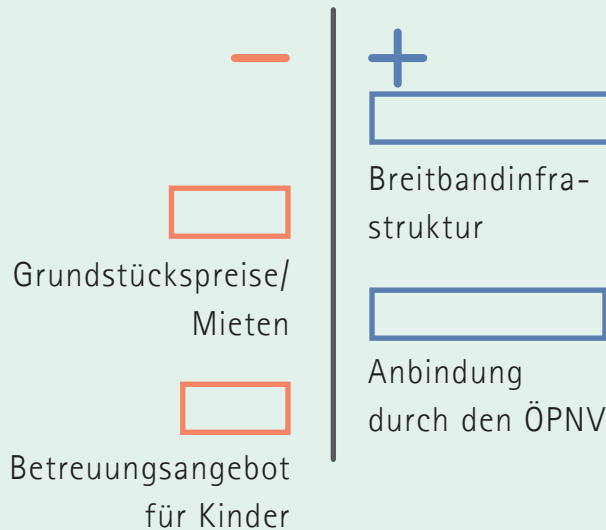 Breitbandinfra-
struktur
Grundstückspreise/
Mieten
Anbindung
durch den ÖPNV
Betreuungsangebot
für Kinder